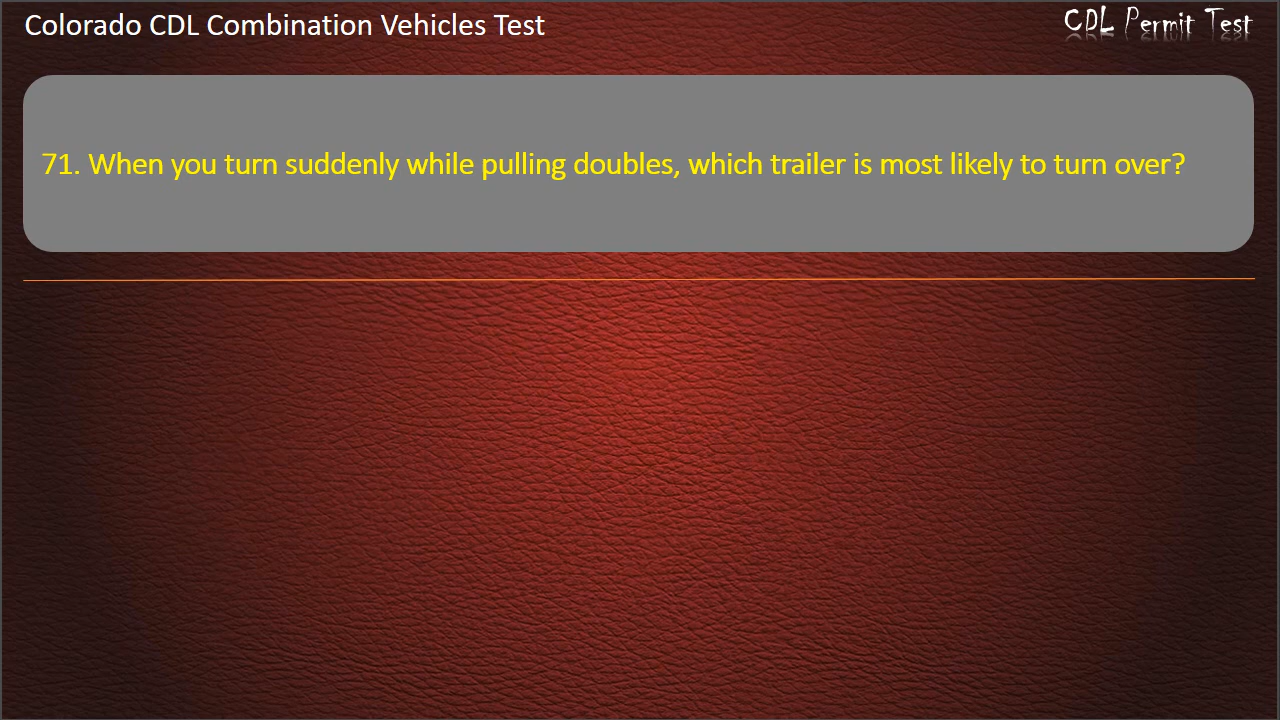 Colorado CDL Combination Vehicles Test
CDL Permit Test
71. When you turn suddenly while pulling doubles, which trailer is most likely to turn over?